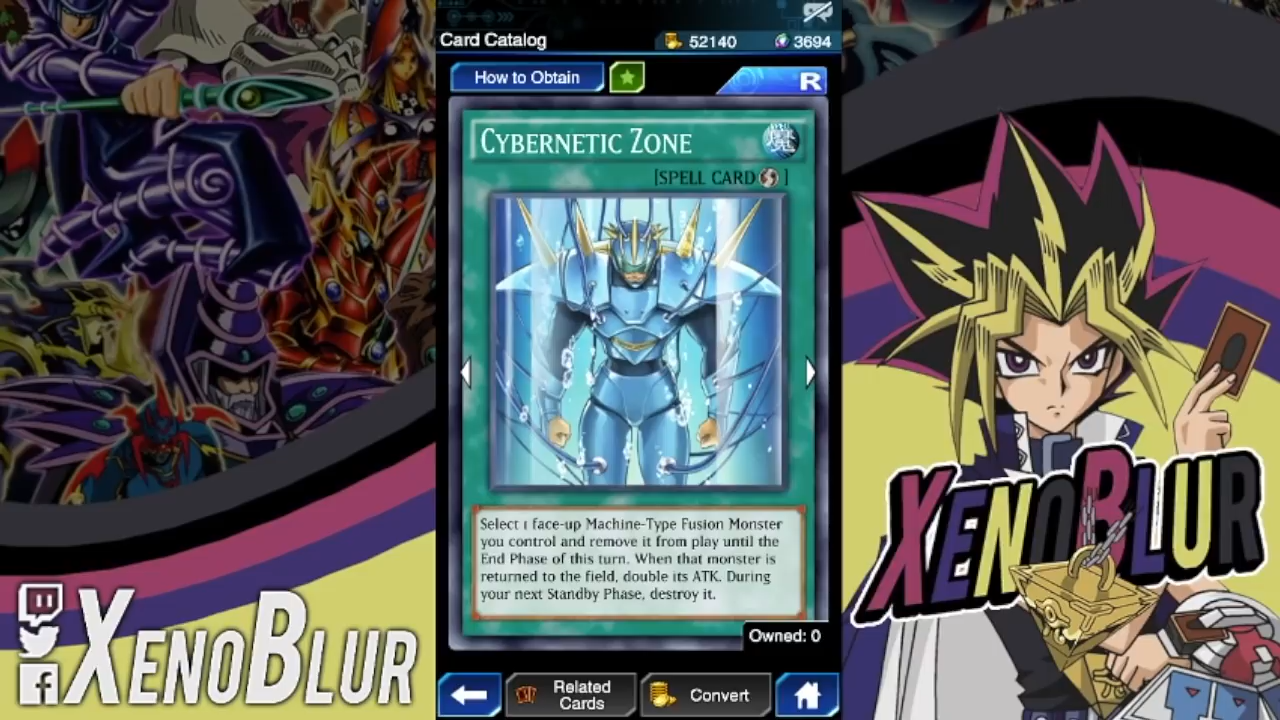 Card Catalog
52140
3694
How to Obtain
R
CYBERNETIC ZONE
[SPELL CARD ]
Select 1 face-up Machine-Type Fusion Monster
you control and remove it from play until the
End Phase of this turn. When that monster is
returned to the field, double its ATK. During
your next Standby Phase, destroy it.
Owned: 0
Related
Cards
Convert
XENOBLUR
XENOBLUR